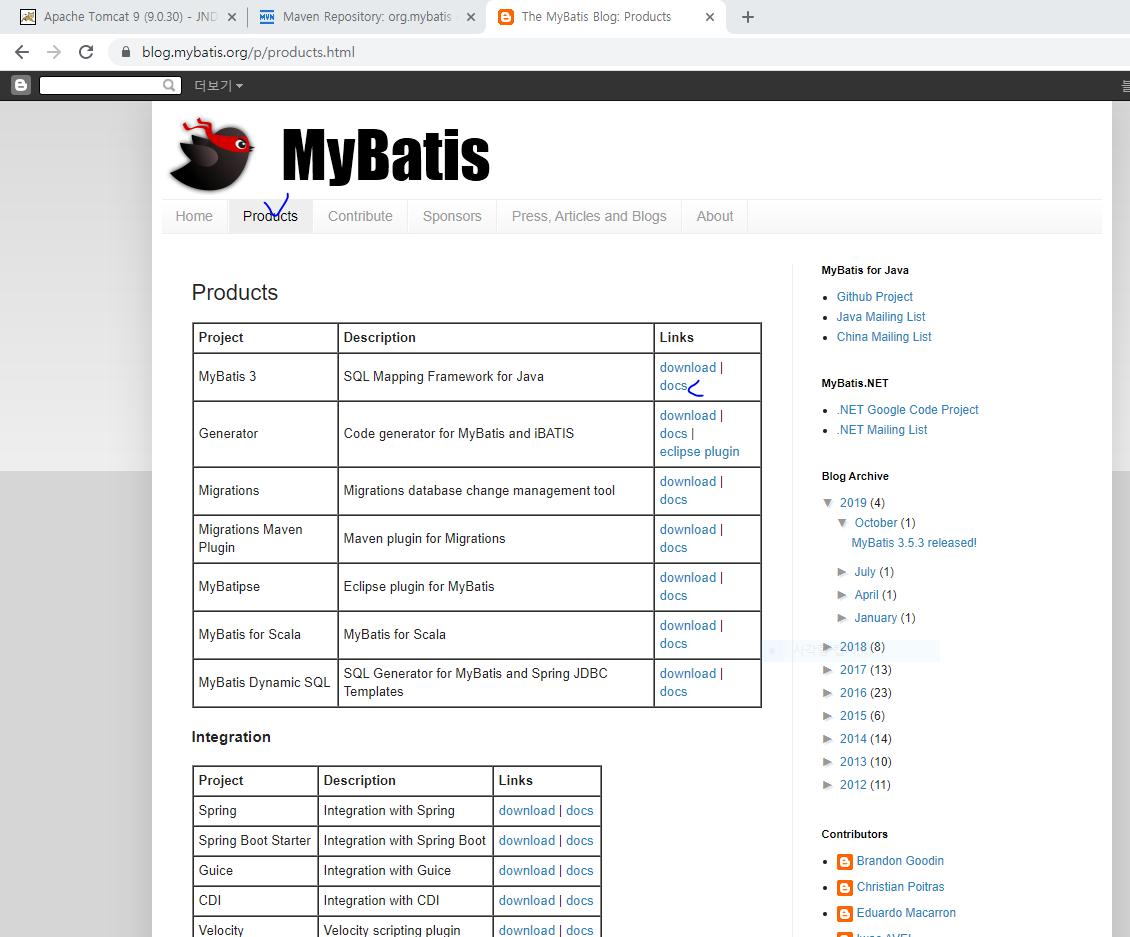 Apache Tomcat 9 (9.0.30) - JND
Maven Repository: org.mybatis
The MyBatis Blog: Products
blog.mybatis.org/p/products.html
더보기
MyBatis
Home Products Contribute Sponsors Press, Articles and Blogs About
Products
Project Description Links
MyBatis 3 SQL Mapping Framework for Java download |
docs
Generator Code generator for MyBatis and iBATIS download |
docs |
eclipse plugin
Migrations Migrations database change management tool download |
docs
Migrations Maven
Plugin Maven plugin for Migrations download |
docs
MyBatipse Eclipse plugin for MyBatis download |
docs
MyBatis for Scala MyBatis for Scala download |
docs
MyBatis Dynamic SQL SQL Generator for MyBatis and Spring JDBC
Templates download |
docs
Integration
Project Description Links
Spring Integration with Spring download | docs
Spring Boot Starter Integration with Spring Boot download | docs
Guice Integration with Guice download | docs
CDI Integration with CDI download | docs
Velocity Velocity scripting plugin download | docs
MyBatis for Java
Github Project
Java Mailing List
China Mailing List
MyBatis.NET
.NET Google Code Project
.NET Mailing List
Blog Archive
▼ 2019 (4)
▼ October (1)
MyBatis 3.5.3 released!
► July (1)
► April (1)
► January (1)
► 2018 (8)
► 2017 (13)
► 2016 (23)
► 2015 (6)
► 2014 (14)
► 2013 (10)
► 2012 (11)
Contributors
Brandon Goodin
Christian Poitras
Eduardo Macarron